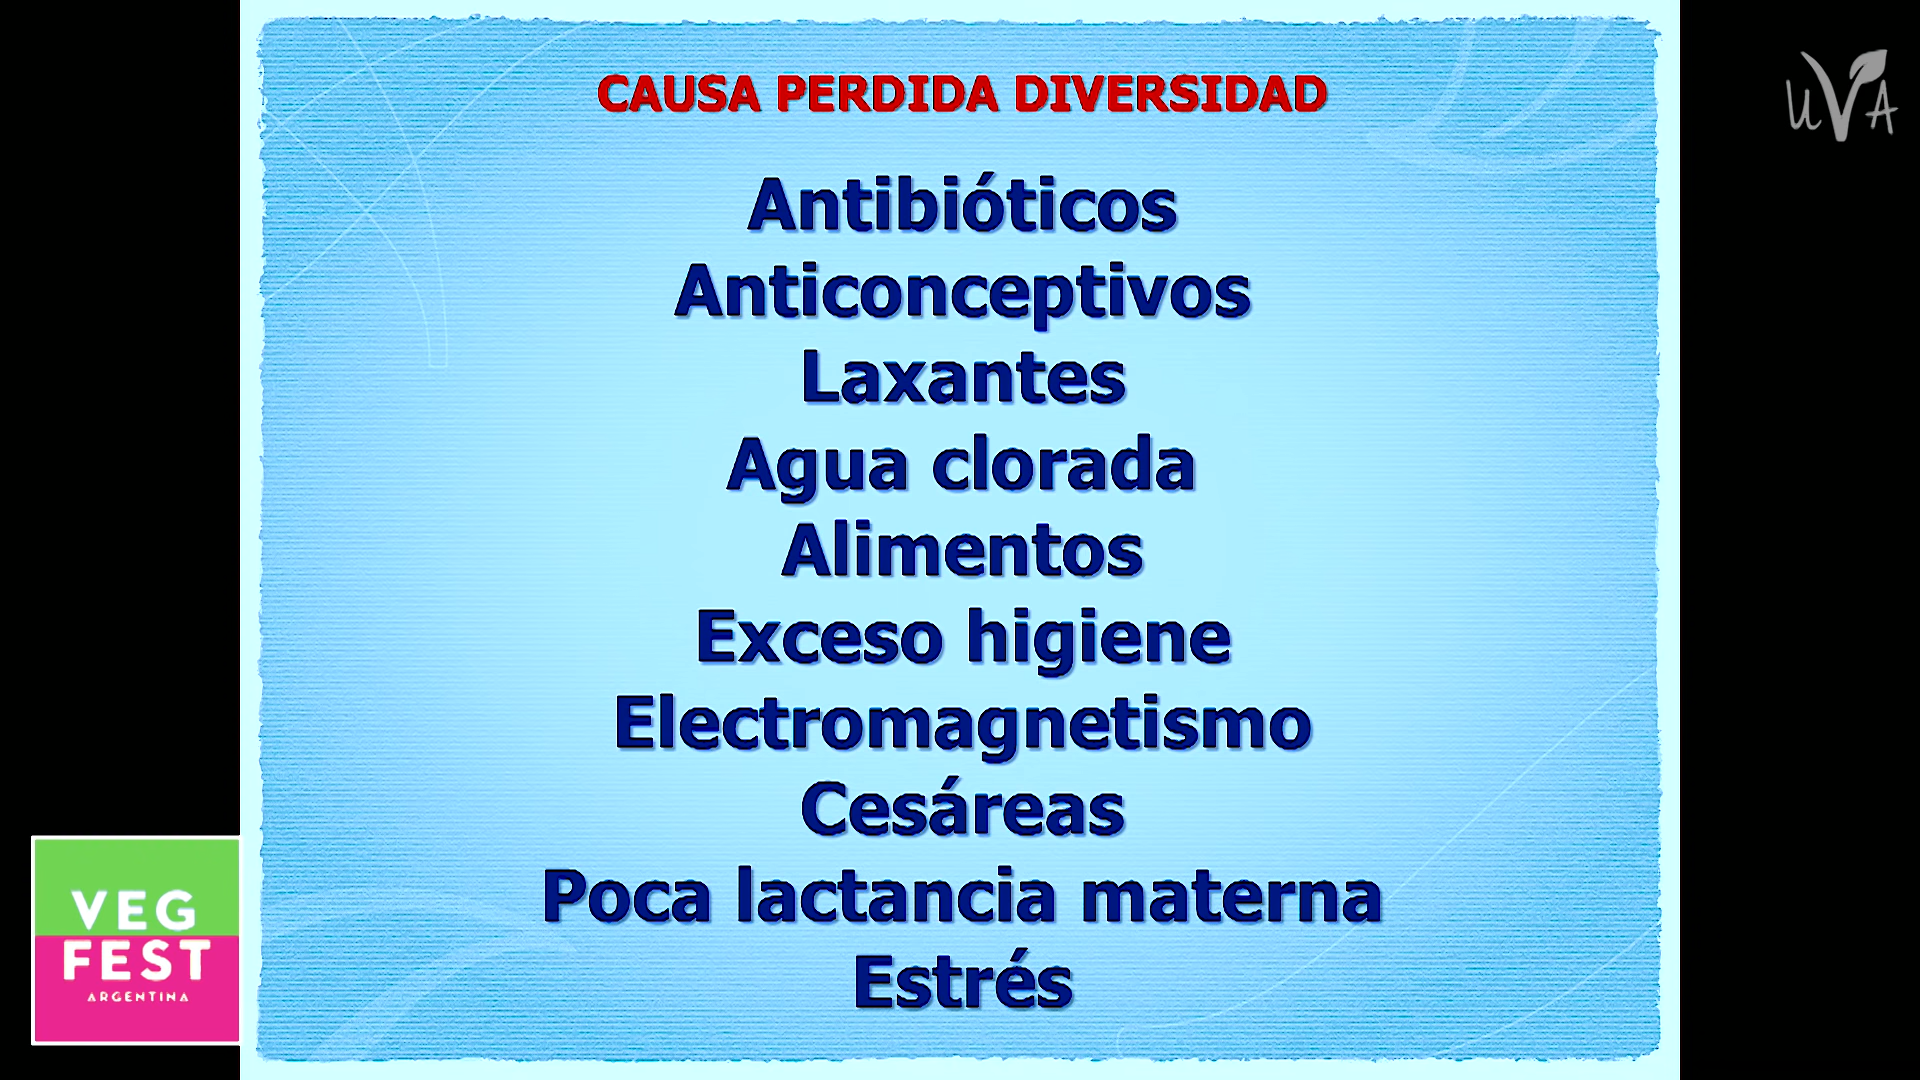 CAUSA PERDIDA DIVERSIDAD
Antibióticos
Anticonceptivos
Laxantes
Agua clorada
Alimentos
Exceso higiene
Electromagnetismo
Cesáreas
Poca lactancia materna
Estrés
UVA
VEG
FEST
ARGENTINA